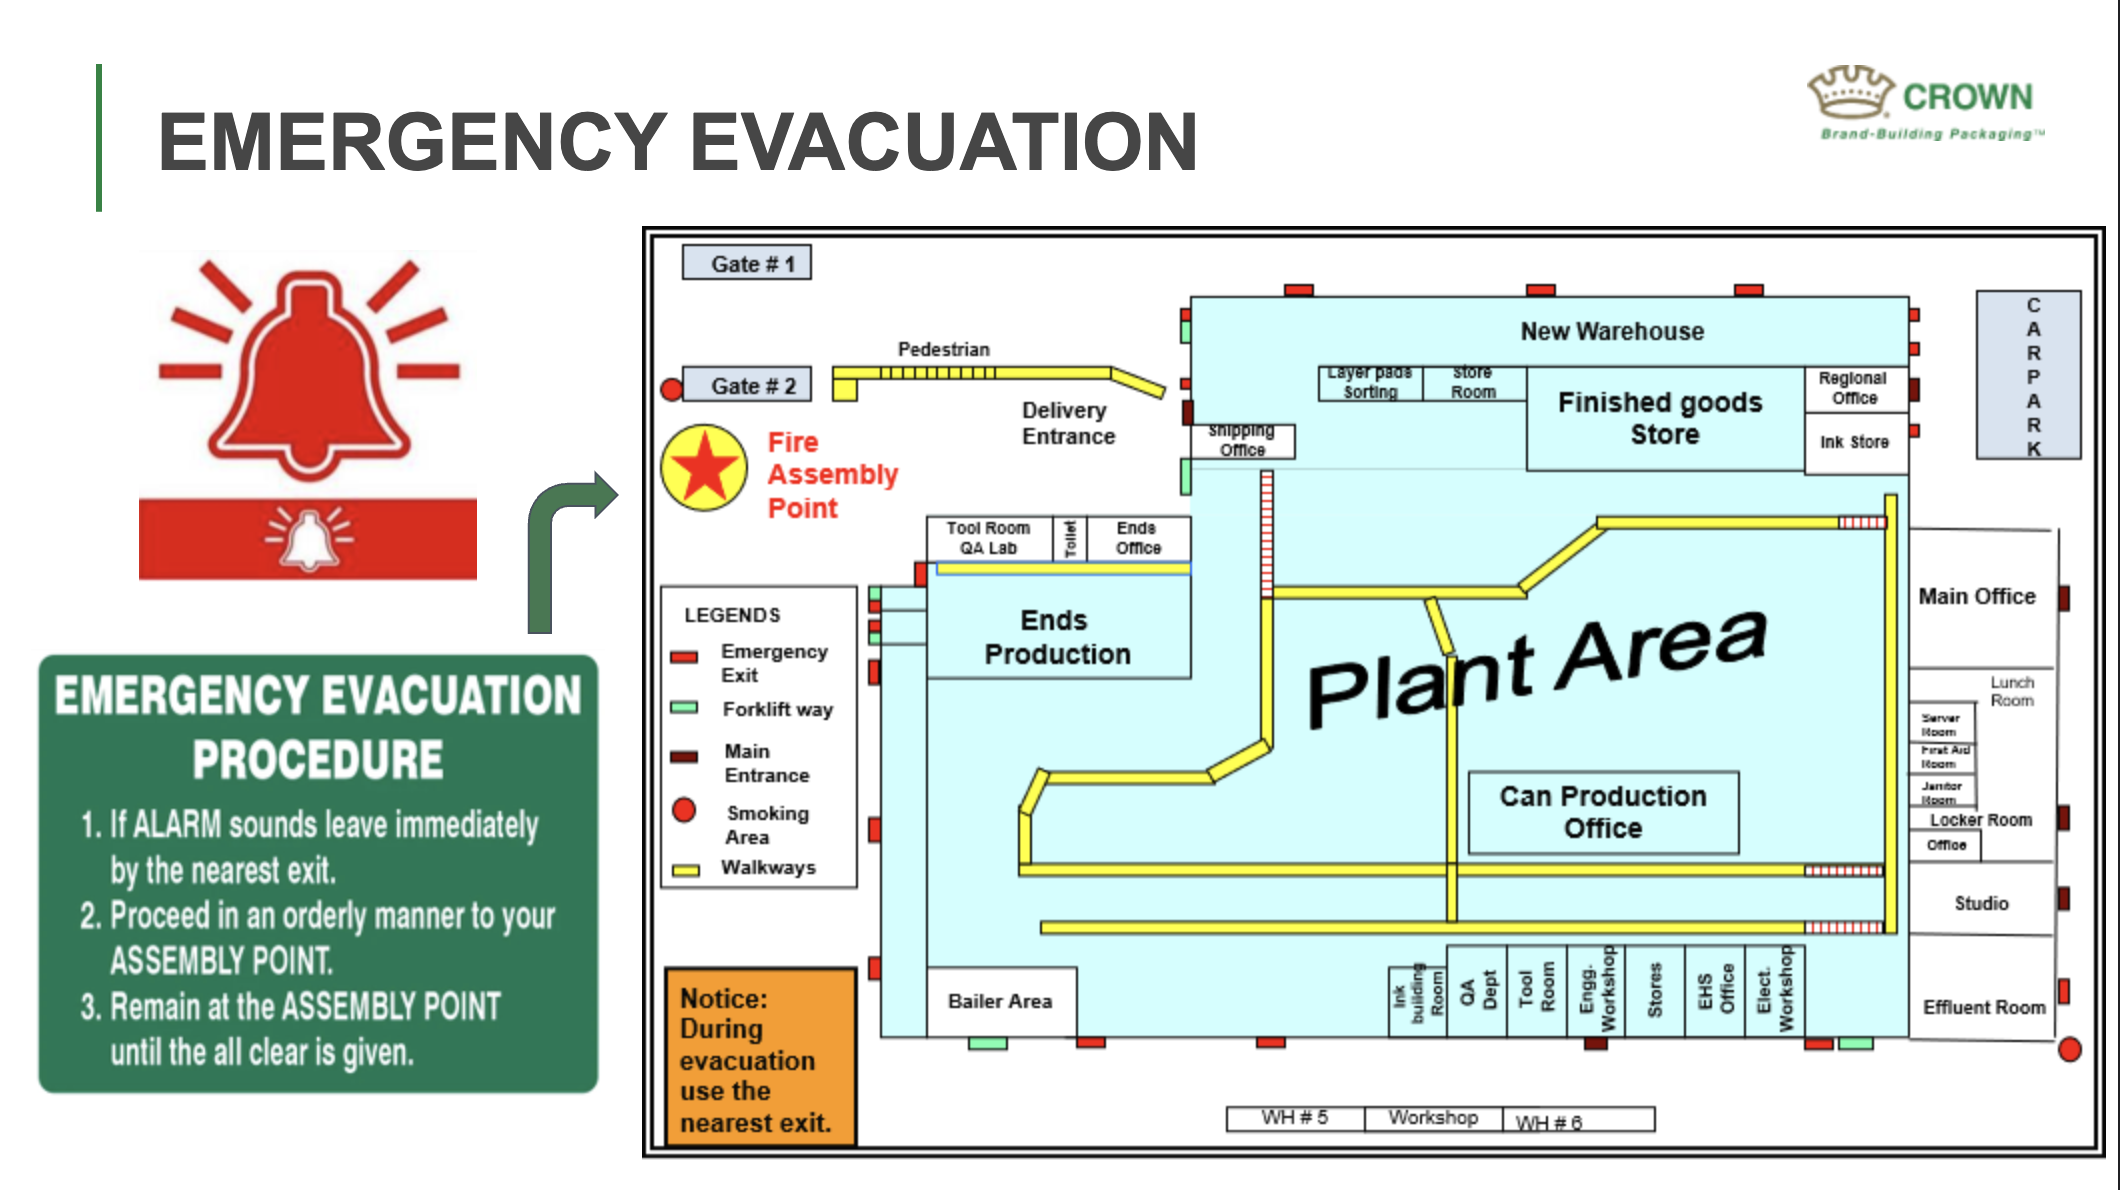 EMERGENCY EVACUATION
CROWN
Brand-Building Packaging™
EMERGENCY EVACUATION
PROCEDURE
1. If ALARM sounds leave immediately
by the nearest exit.
2. Proceed in an orderly manner to your
ASSEMBLY POINT.
3. Remain at the ASSEMBLY POINT
until the all clear is given.
Gate # 1
Pedestrian
Gate # 2
Delivery
Entrance
Fire
Assembly
Point
New Warehouse
Layer pads
Sorting
Store
Room
Finished goods
Store
Regional
Office
Ink Store
Shipping
Office
C
A
R
P
A
R
K
Tool Room
QA Lab
Toilet
Ends
Office
Ends
Production
Plant Area
Can Production
Office
Main Office
Lunch
Room
Server
Room
First Aid
Room
Janitor
Room
Locker Room
Office
Studio
Effluent Room
LEGENDS
Emergency
Exit
Forklift way
Main
Entrance
Smoking
Area
Walkways
Notice:
During
evacuation
use the
nearest exit.
Bailer Area
Ink
building
Room
QA
Dept
Tool
Room
Engg.
Workshop
Stores
EHS
Office
Elect.
Workshop
WH # 5
Workshop
WH # 6